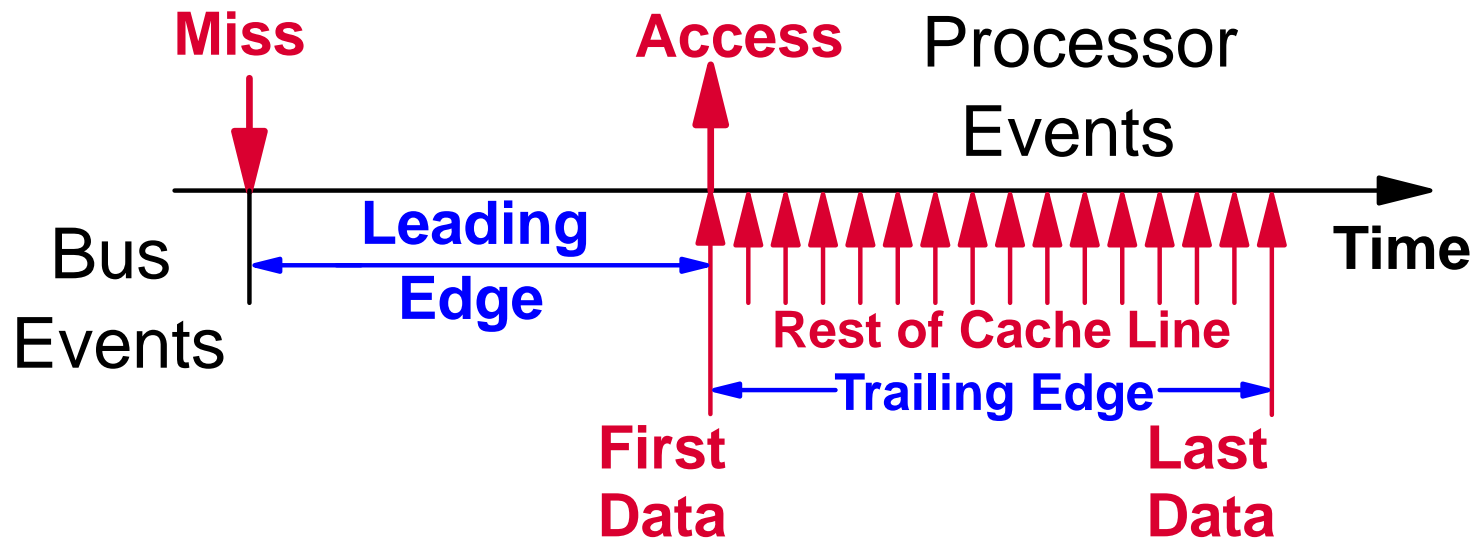 Miss
Access
Processor
Events
Bus
Events
Leading
Edge
Time
Rest of Cache Line
Trailing Edge
First
Data
Last
Data